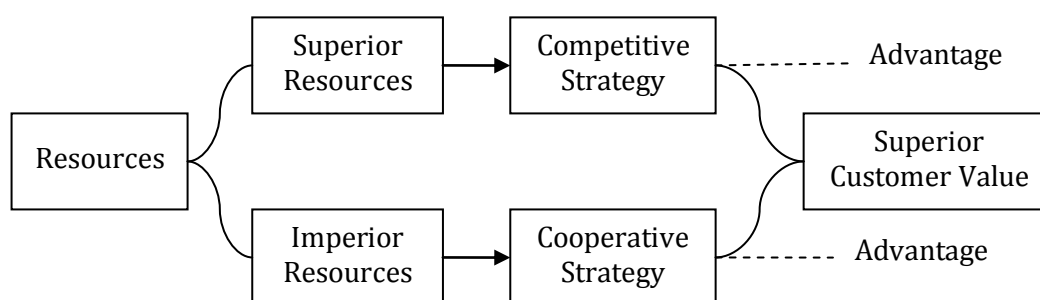 Superior
Resources
Competitive
Strategy
Advantage
Resources
Superior
Customer Value
Imperior
Resources
Cooperative
Strategy
Advantage